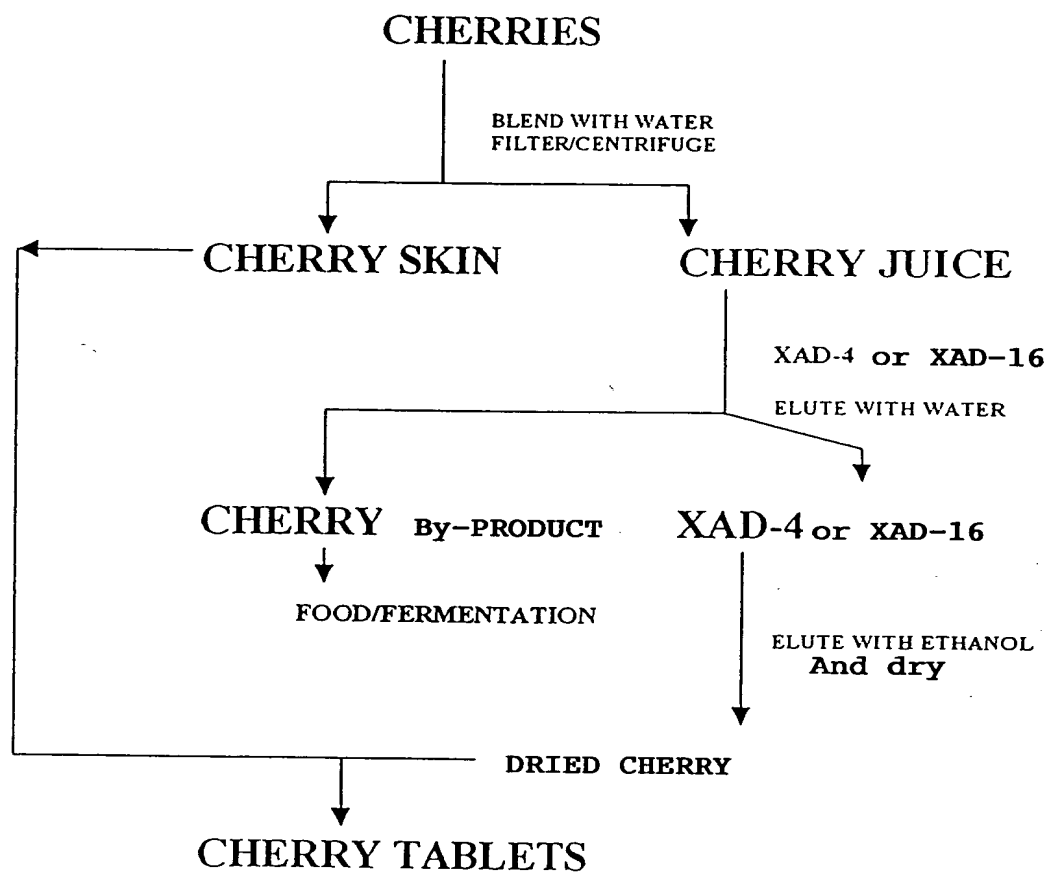 CHERRIES
BLEND WITH WATER
FILTER/CENTRIFUGE
CHERRY SKIN
CHERRY JUICE
XAD-4 or XAD-16
ELUTE WITH WATER
CHERRY By-PRODUCT
XAD-4 or XAD-16
FOOD/FERMENTATION
ELUTE WITH ETHANOL
And dry
DRIED CHERRY
CHERRY TABLETS